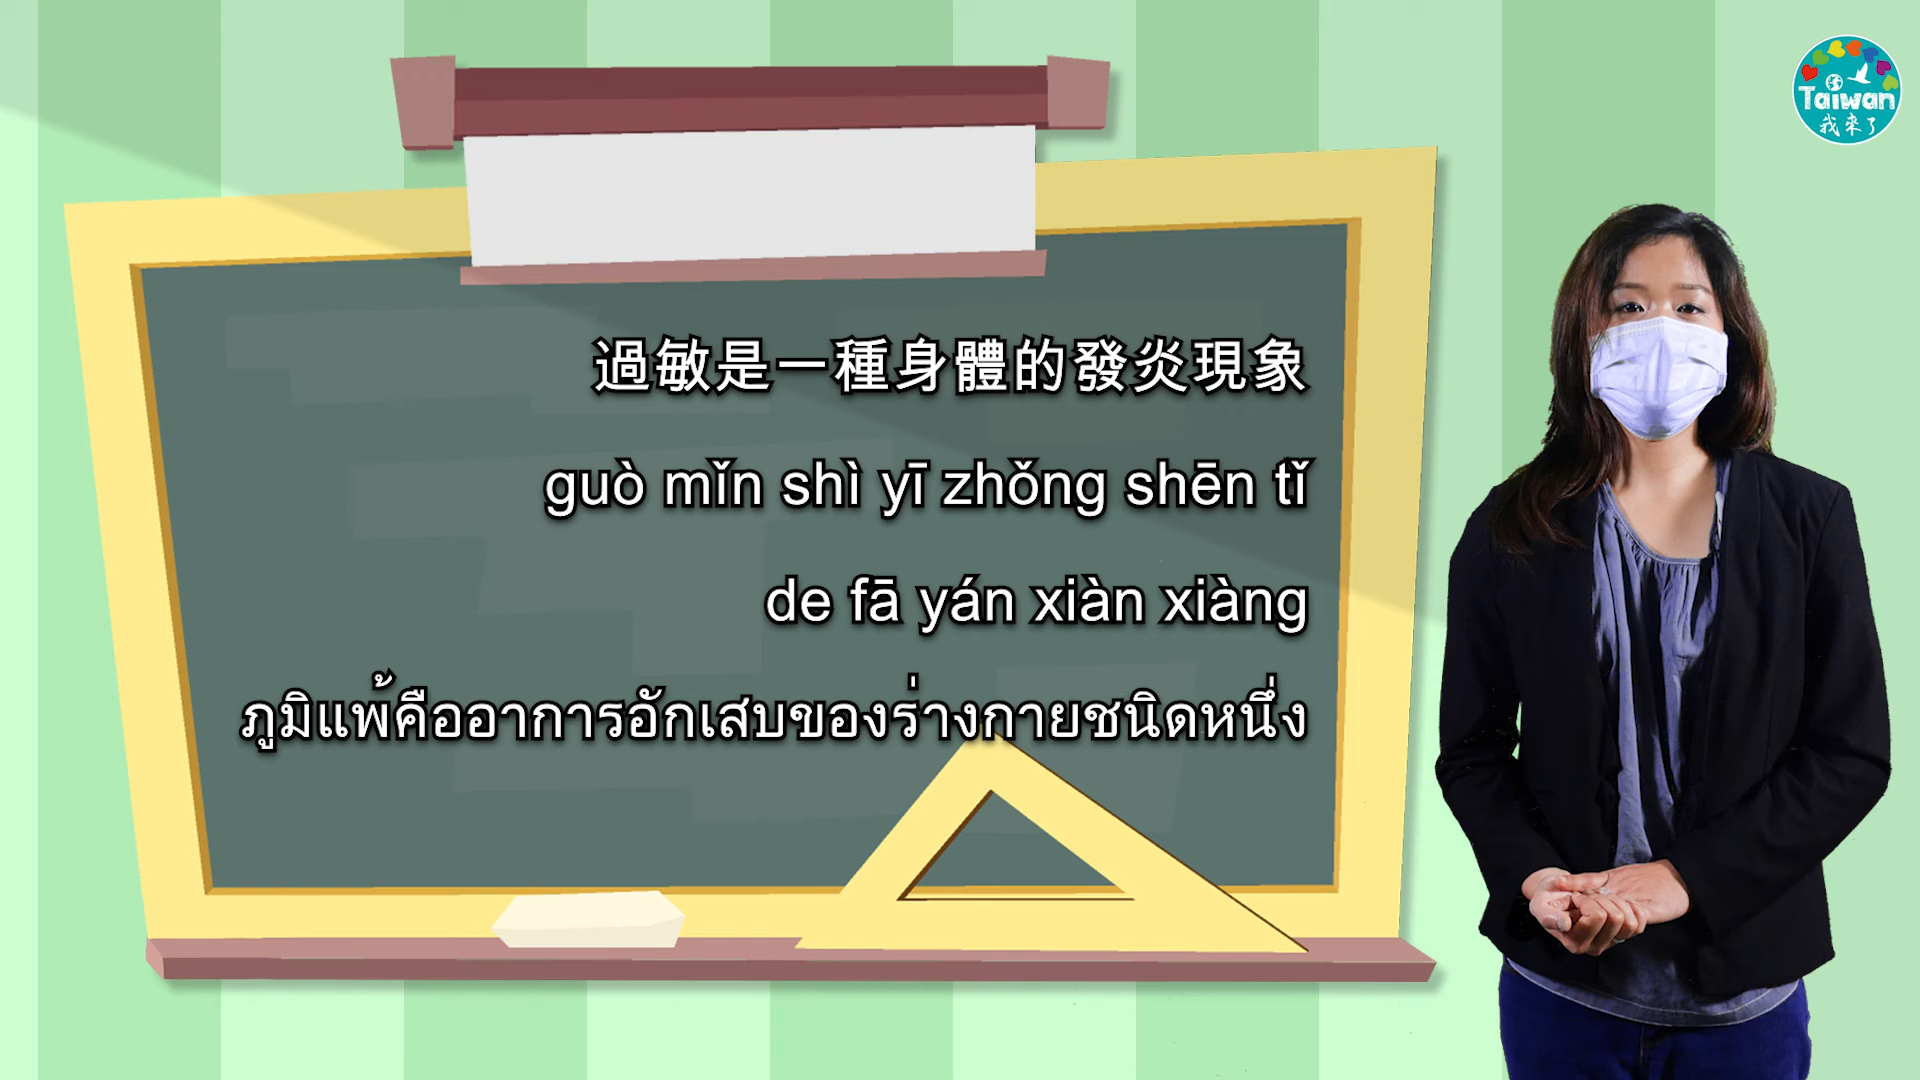 過敏是一種身體的發炎現象
guò mǐn shì yī zhǒng shēn tǐ
de fā yán xiàn xiàng
ภูมิแพ้คืออาการอักเสบของร่างกายชนิดหนึ่ง
Taiwan
我來了